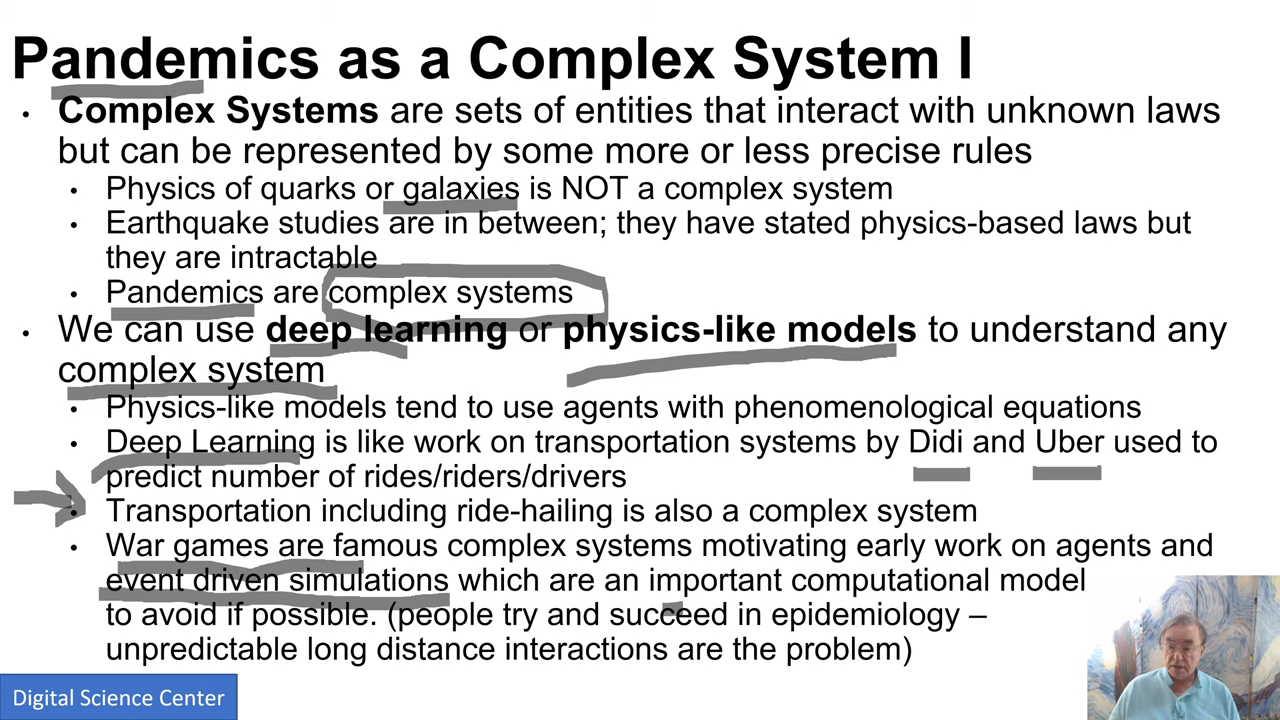 Pandemics as a Complex System I
• Complex Systems are sets of entities that interact with unknown laws
but can be represented by some more or less precise rules
• Physics of quarks or galaxies is NOT a complex system
• Earthquake studies are in between; they have stated physics-based laws but
they are intractable
• Pandemics are complex systems
• We can use deep learning or physics-like models to understand any
complex system
• Physics-like models tend to use agents with phenomenological equations
• Deep Learning is like work on transportation systems by Didi and Uber used to
predict number of rides/riders/drivers
• Transportation including ride-hailing is also a complex system
• War games are famous complex systems motivating early work on agents and
event driven simulations which are an important computational model
to avoid if possible. (people try and succeed in epidemiology –
unpredictable long distance interactions are the problem)
Digital Science Center